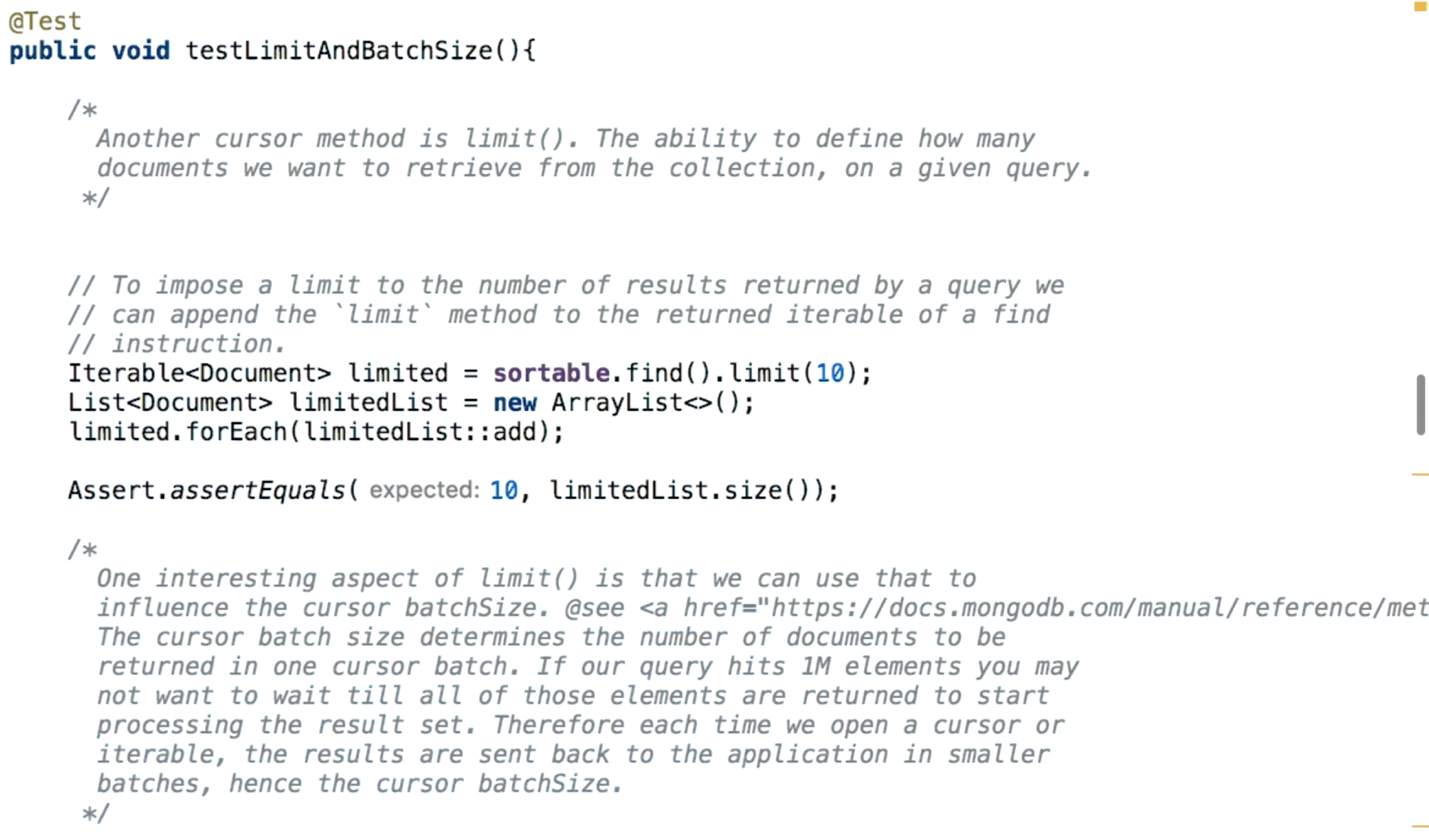 @Test
public void testLimitAndBatchSize(){
/*
Another cursor method is limit(). The ability to define how many
documents we want to retrieve from the collection, on a given query.
*/
// To impose a limit to the number of results returned by a query we
// can append the `limit` method to the returned iterable of a find
// instruction.
Iterable<Document> limited = sortable.find().limit(10);
List<Document> limitedList = new ArrayList<>();
limited.forEach(limitedList::add);
Assert.assertEquals( expected: 10, limitedList.size());
/*
One interesting aspect of limit() is that we can use that to
influence the cursor batchSize. @see <a href="https://docs.mongodb.com/manual/reference/met
The cursor batch size determines the number of documents to be
returned in one cursor batch. If our query hits 1M elements you may
not want to wait till all of those elements are returned to start
processing the result set. Therefore each time we open a cursor or
iterable, the results are sent back to the application in smaller
batches, hence the cursor batchSize.
*/